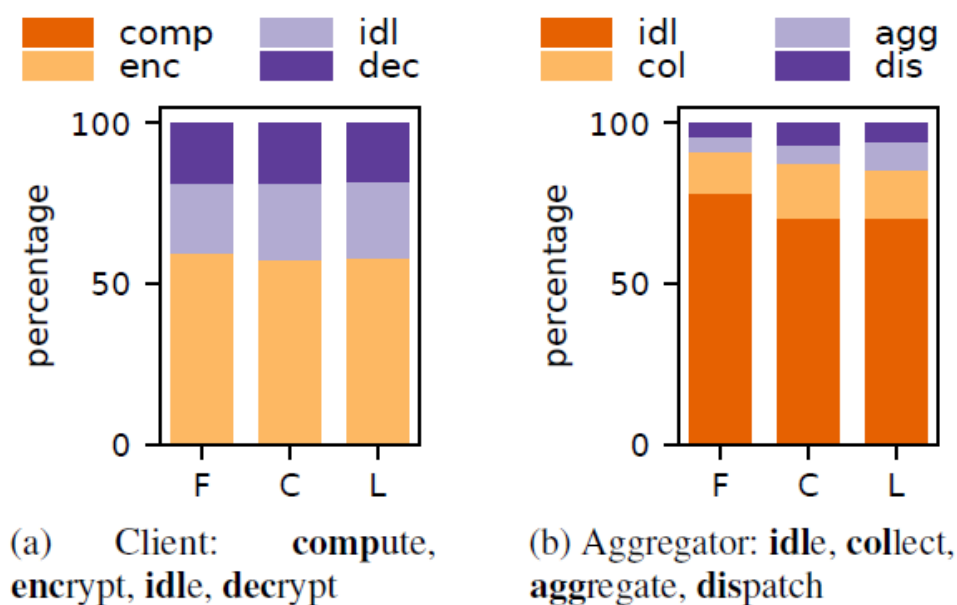 comp idl
enc dec
100
50
0
percentage
F C L
(a) Client: compute,
encrypt, idle, decrypt
idl agg
col dis
100
50
0
percentage
F C L
(b) Aggregator: idle, collect,
aggregate, dispatch